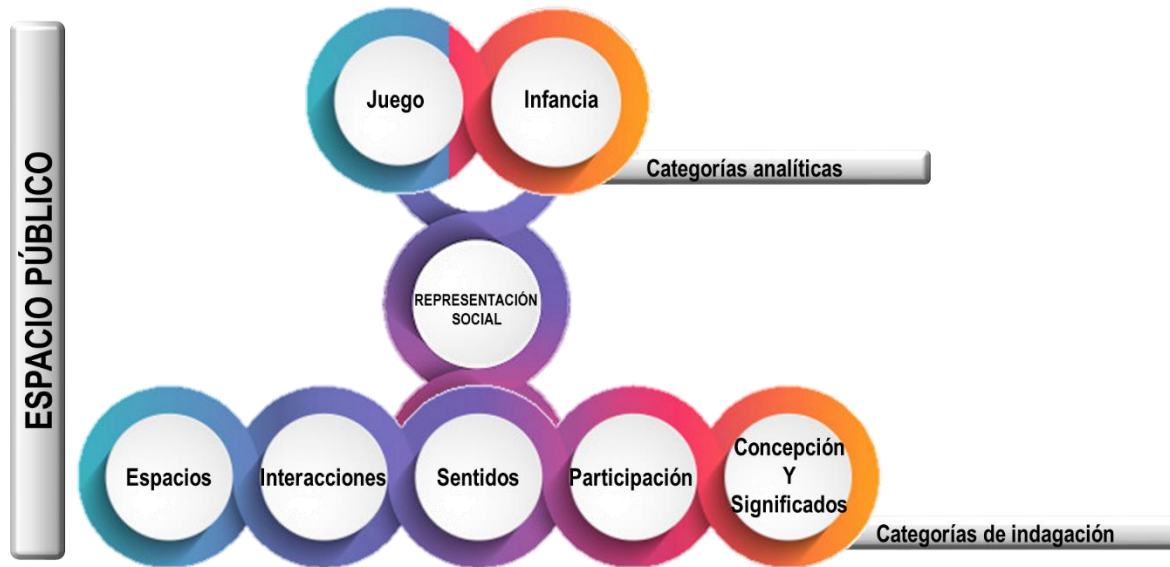 ESPACIO PÚBLICO
Juego
Infancia
Categorías analíticas
REPRESENTACIÓN
SOCIAL
Espacios
Interacciones
Sentidos
Participación
Concepción
Y
Significados
Categorías de indagación